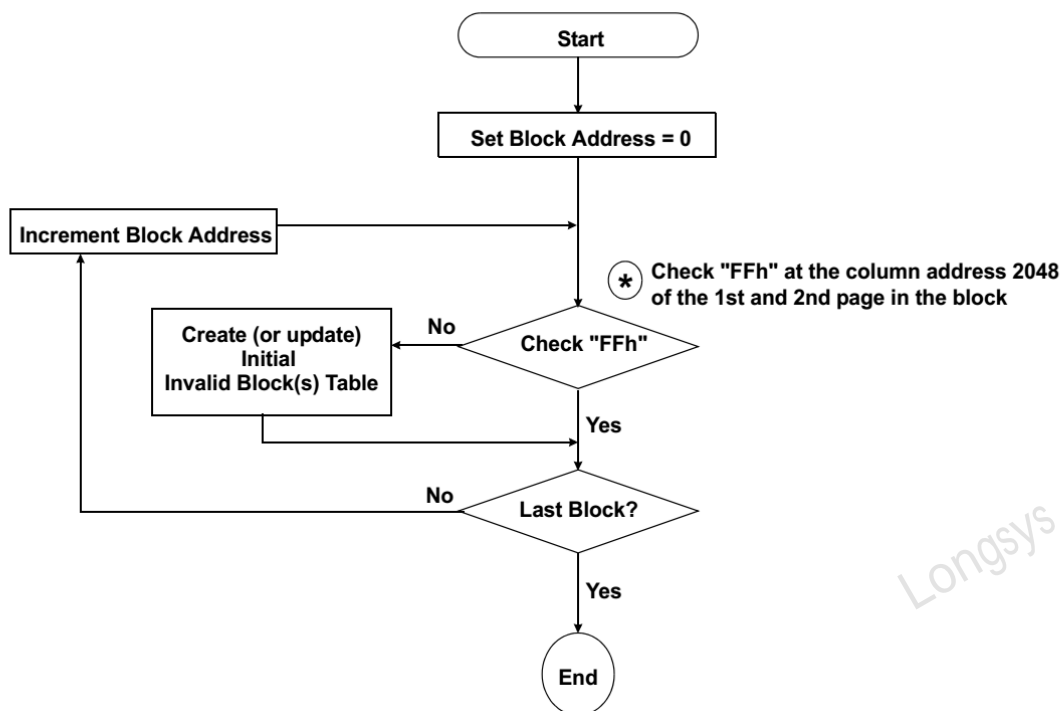 Start
Set Block Address = 0
Increment Block Address
* Check "FFh" at the column address 2048
of the 1st and 2nd page in the block
No
Check "FFh"
Create (or update)
Initial
Invalid Block(s) Table
Yes
No
Last Block?
Longsys
Yes
End